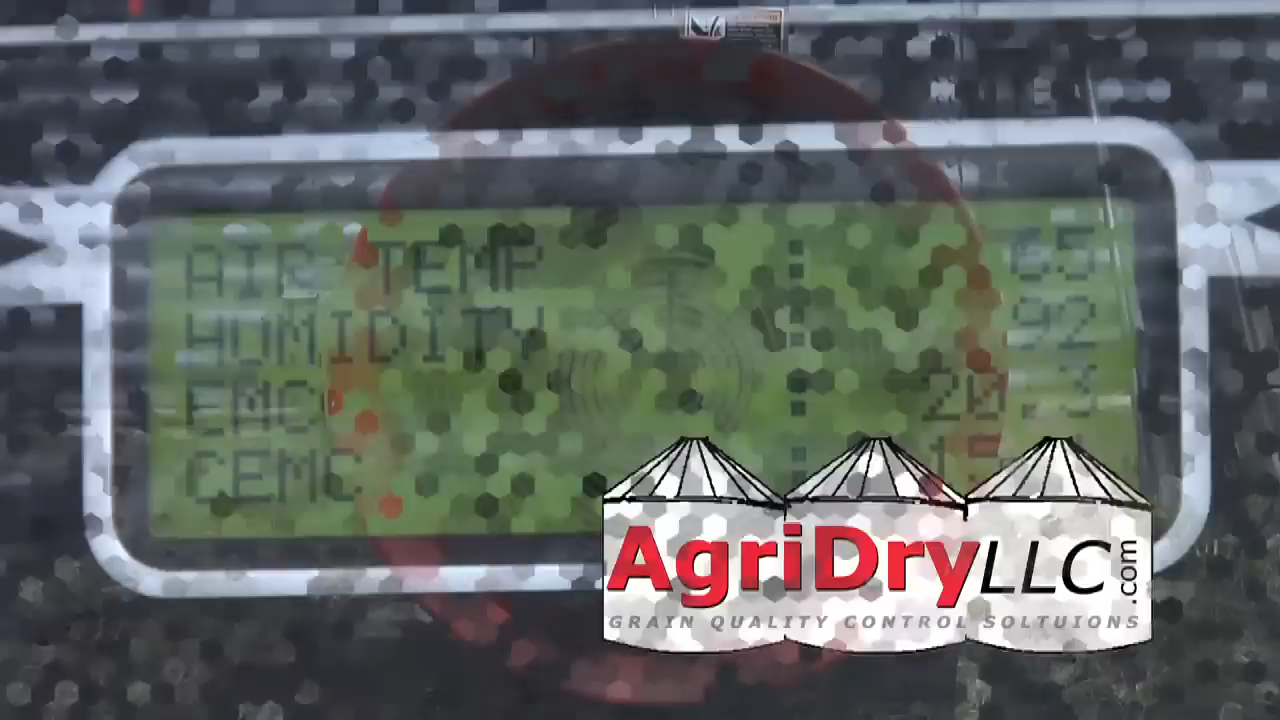 AIR TEMP : 65
HUMIDITY : 92
EMC : 20.3
CEMC :
AgriDryLLC.com
GRAIN QUALITY CONTROL SOLTUIONS